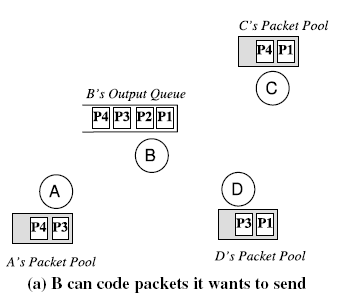 C's Packet Pool
P4 P1
C
B's Output Queue
P4 P3 P2 P1
B
A
D
P4 P3
P3 P1
A's Packet Pool
D's Packet Pool
(a) B can code packets it wants to send